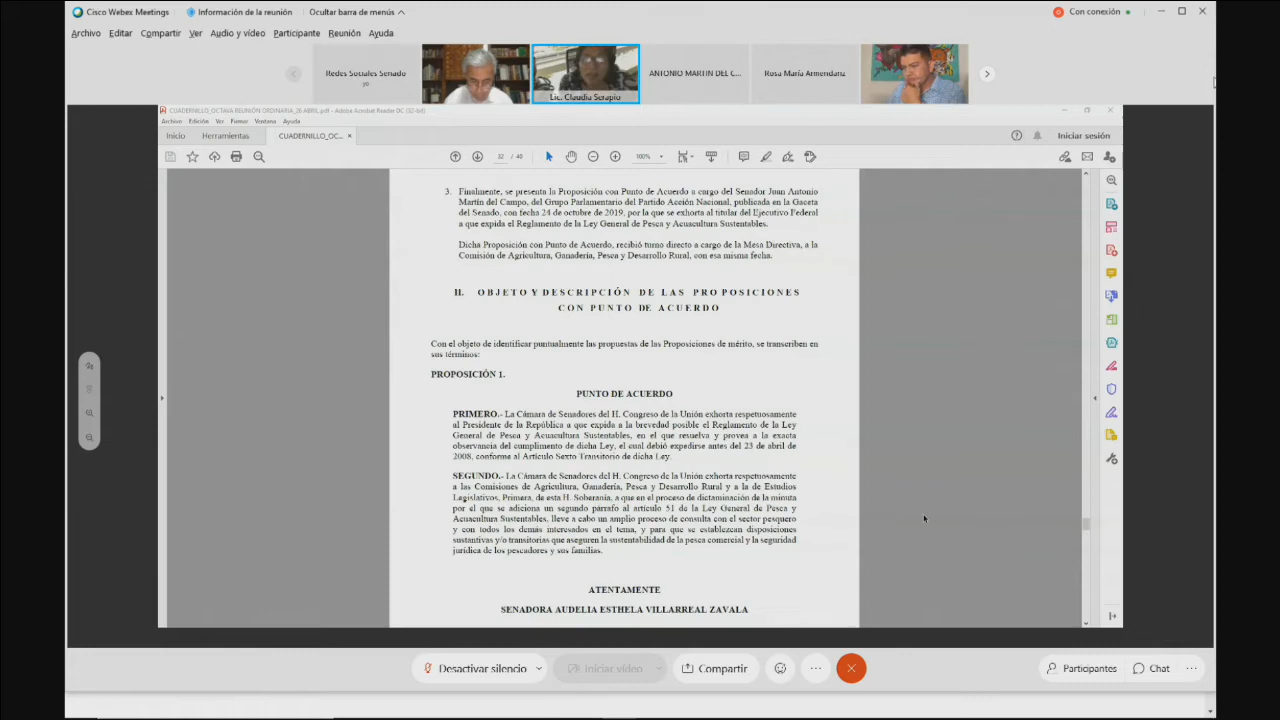 Cisco Webex Meetings
Información de la reunión
Ocultar barra de menús
Con conexión
Archivo Editar Compartir Ver Audio y vídeo Participante Reunión Ayuda
Redes Sociales Senado
yo
Lic. Claudia Serapio
ANTONIO MARTIN DEL C...
Rosa María Armendariz
CUADERNILLO_OCTAVA REUNIÓN ORDINARIA_26 ABRIL.pdf - Adobe Acrobat Reader DC (32-bit)
Archivo Edición Ver Firmar Ventana Ayuda
Inicio Herramientas CUADERNILLO_OC... ×
Iniciar sesión
32 / 40
100%
3. Finalmente, se presenta la Proposición con Punto de Acuerdo a cargo del Senador Juan Antonio
Martín del Campo, del Grupo Parlamentario del Partido Acción Nacional, publicada en la Gaceta
del Senado, con fecha 24 de octubre de 2019, por la que se exhorta al titular del Ejecutivo Federal
a que expida el Reglamento de la Ley General de Pesca y Acuacultura Sustentables.
Dicha Proposición con Punto de Acuerdo, recibió turno directo a cargo de la Mesa Directiva, a la
Comisión de Agricultura, Ganadería, Pesca y Desarrollo Rural, con esa misma fecha.
II. OBJETO Y DESCRIPCIÓN DE LAS PROPOSICIONES
CON PUNTO DE ACUERDO
Con el objeto de identificar puntualmente las propuestas de las Proposiciones de mérito, se transcriben en
sus términos:
PROPOSICIÓN 1.
PUNTO DE ACUERDO
PRIMERO.- La Cámara de Senadores del H. Congreso de la Unión exhorta respetuosamente
al Presidente de la República a que expida a la brevedad posible el Reglamento de la Ley
General de Pesca y Acuacultura Sustentables, en el que resuelva y provea a la exacta
observancia del cumplimiento de dicha Ley, el cual debió expedirse antes del 23 de abril de
2008, conforme al Artículo Sexto Transitorio de dicha Ley.
SEGUNDO.- La Cámara de Senadores del H. Congreso de la Unión exhorta respetuosamente
a las Comisiones de Agricultura, Ganadería, Pesca y Desarrollo Rural y a la de Estudios
Legislativos, Primera, de esta H. Soberanía, a que en el proceso de dictaminación de la minuta
por el que se adiciona un segundo párrafo al artículo 51 de la Ley General de Pesca y
Acuacultura Sustentables, lleve a cabo un amplio proceso de consulta con el sector pesquero
y con todos los demás interesados en el tema, y para que se establezcan disposiciones
sustantivas y/o transitorias que aseguren la sustentabilidad de la pesca comercial y la seguridad
jurídica de los pescadores y sus familias.
ATENTAMENTE
SENADORA AUDELIA ESTHELA VILLARREAL ZAVALA
Desactivar silencio
Iniciar vídeo
Compartir
Participantes
Chat